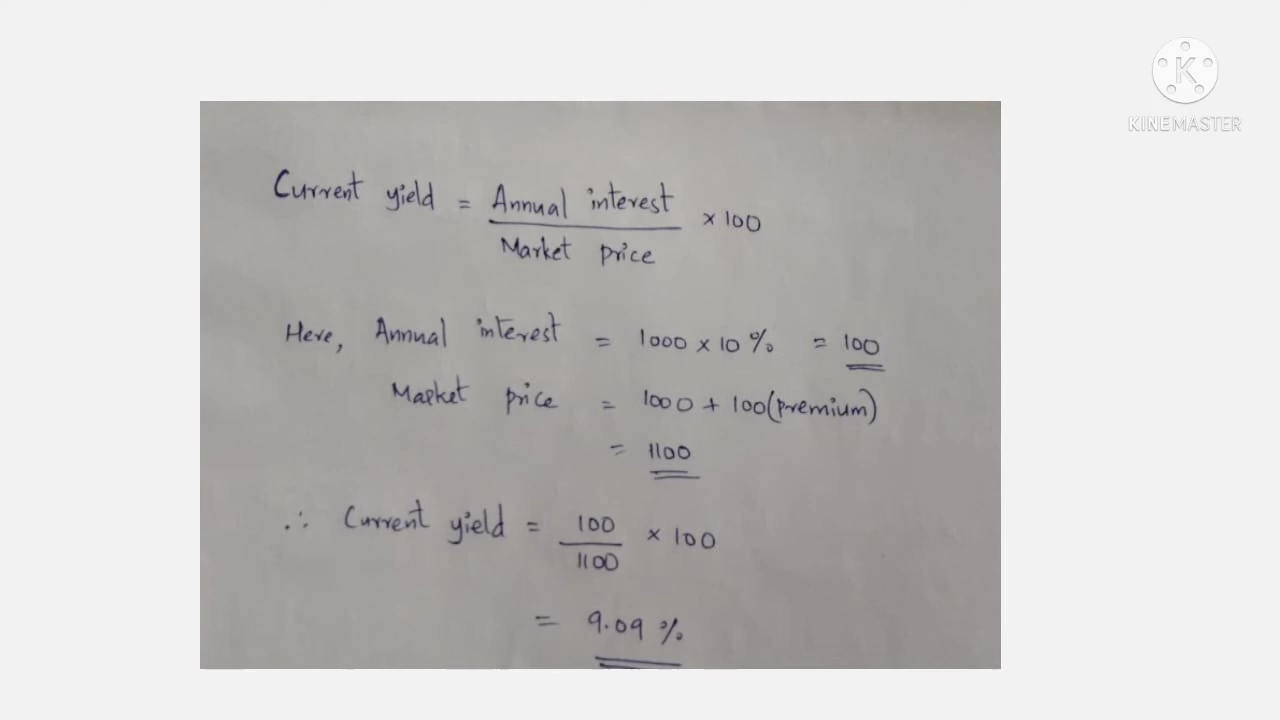 KINEMASTER
Current yield = Annual interest / Market price × 100
Here, Annual interest = 1000 × 10 % = 100
Market price = 1000 + 100 (premium)
= 1100
∴ Current yield = 100 / 1100 × 100
= 9.09 %